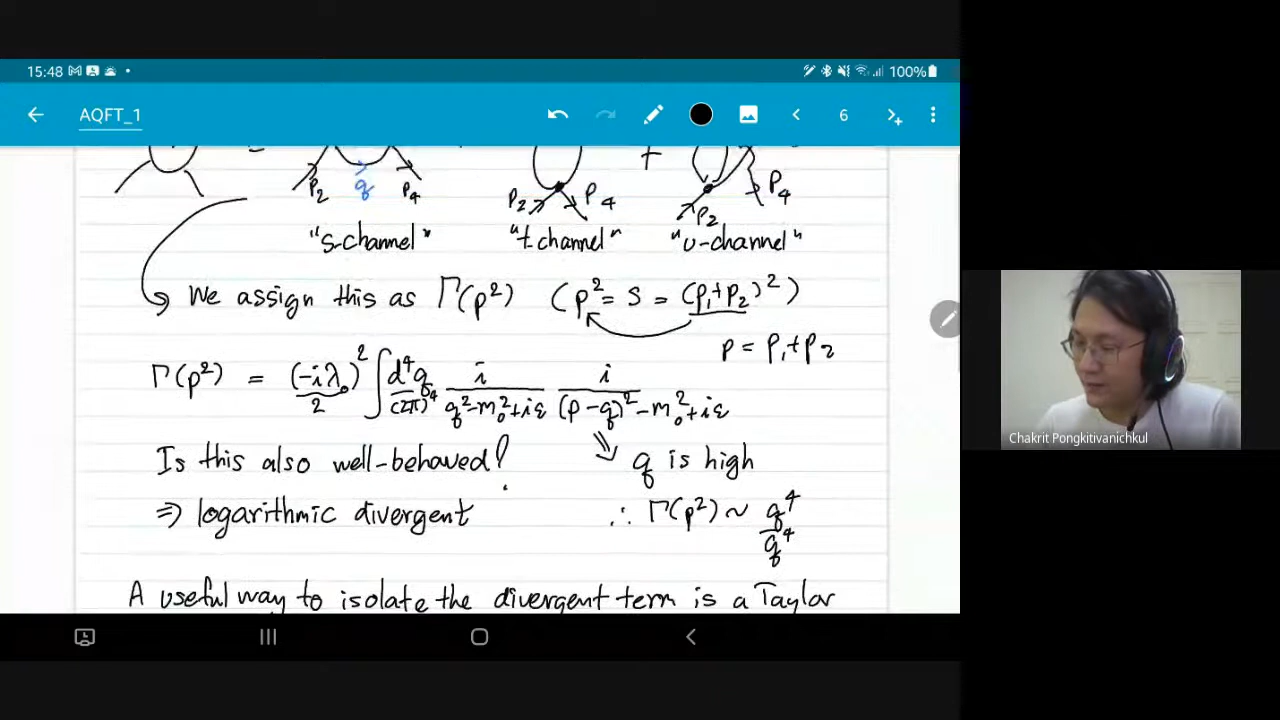 15:48 100%
AQFT_1 6
= + 
P₂ q P₄ P₂ P₄ P₂ P₄
"s-channel" "t-channel" "u-channel"
We assign this as Γ(p²) (p² = s = (p₁+p₂)²)
p = p₁+p₂
Γ(p²) = (-iλ₀)²/2 ∫ d⁴q/(2π)⁴ i/(q²-m₀²+iε) i/((p-q)²-m₀²+iε)
Is this also well-behaved?
⇒ q is high
⇒ logarithmic divergent
∴ Γ(p²) ~ q⁴/q⁴
A useful way to isolate the divergent term is a Taylor
Chakrit Pongkitivanichkul